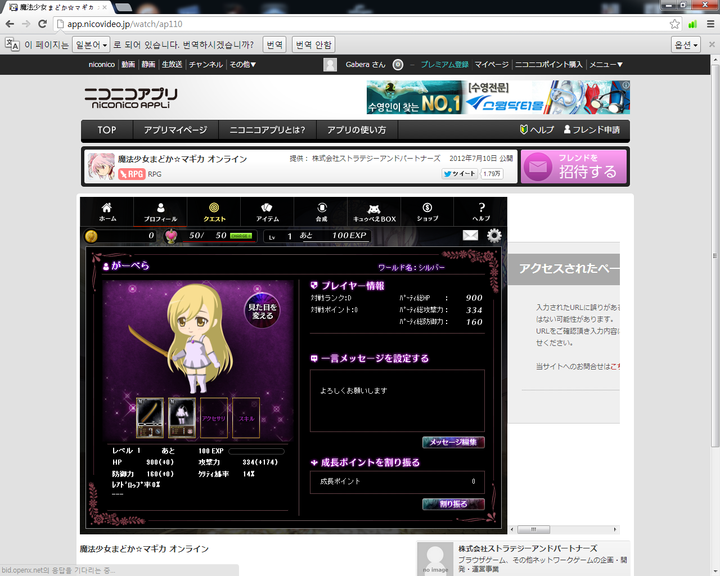 魔法少女まどか☆マギカ
app.nicovideo.jp/watch/ap110
이 페이지는 일본어 로 되어 있습니다. 번역하시겠습니까? 번역 번역 안함 옵션
niconico 動画 静画 生放送 チャンネル その他▼ Gabera さん プレミアム登録 マイページ ニコニコポイント購入 メニュー▼
ニコニコアプリ
NICONICO APPLI
수영전문
수영인이 찾는 NO.1 스윔닥터몰
TOP アプリマイページ ニコニコアプリとは? アプリの使い方 ヘルプ フレンド申請
魔法少女まどか☆マギカ オンライン 提供： 株式会社ストラテジーアンドパートナーズ 2012年7月10日 公開
RPG RPG ツイート 1.79万
フレンドを
招待する
ホーム プロフィール クエスト アイテム 合成 キュゥべえBOX ショップ ヘルプ
0 50/ 50 Lv 1 あと 100 EXP
がーべら ワールド名：シルバー
見た目を
変える
プレイヤー情報
対戦ランク:D パーティ総HP ： 900
対戦ポイント:0 パーティ総攻撃力： 334
パーティ総防御力： 160
一言メッセージを設定する
よろしくお願いします
メッセージ編集
成長ポイントを割り振る
成長ポイント 0
割り振る
アクセサリ スキル
レベル 1 あと 100 EXP
HP 900(+0) 攻撃力 334(+174)
防御力 160(+0) クリティカル率 14%
レアドロップ率0%
---
アクセスされたペー
入力されたURLに誤りがある
はない可能性があります。
URLをご確認頂き入力内容に
せください。
当サイトへのお問合せはこち
魔法少女まどか☆マギカ オンライン
no image
株式会社ストラテジーアンドパートナーズ
ブラウザゲーム、その他ネットワークゲームの企画・開
発・運営事業
bid.openx.net의 응답을 기다리는 중...